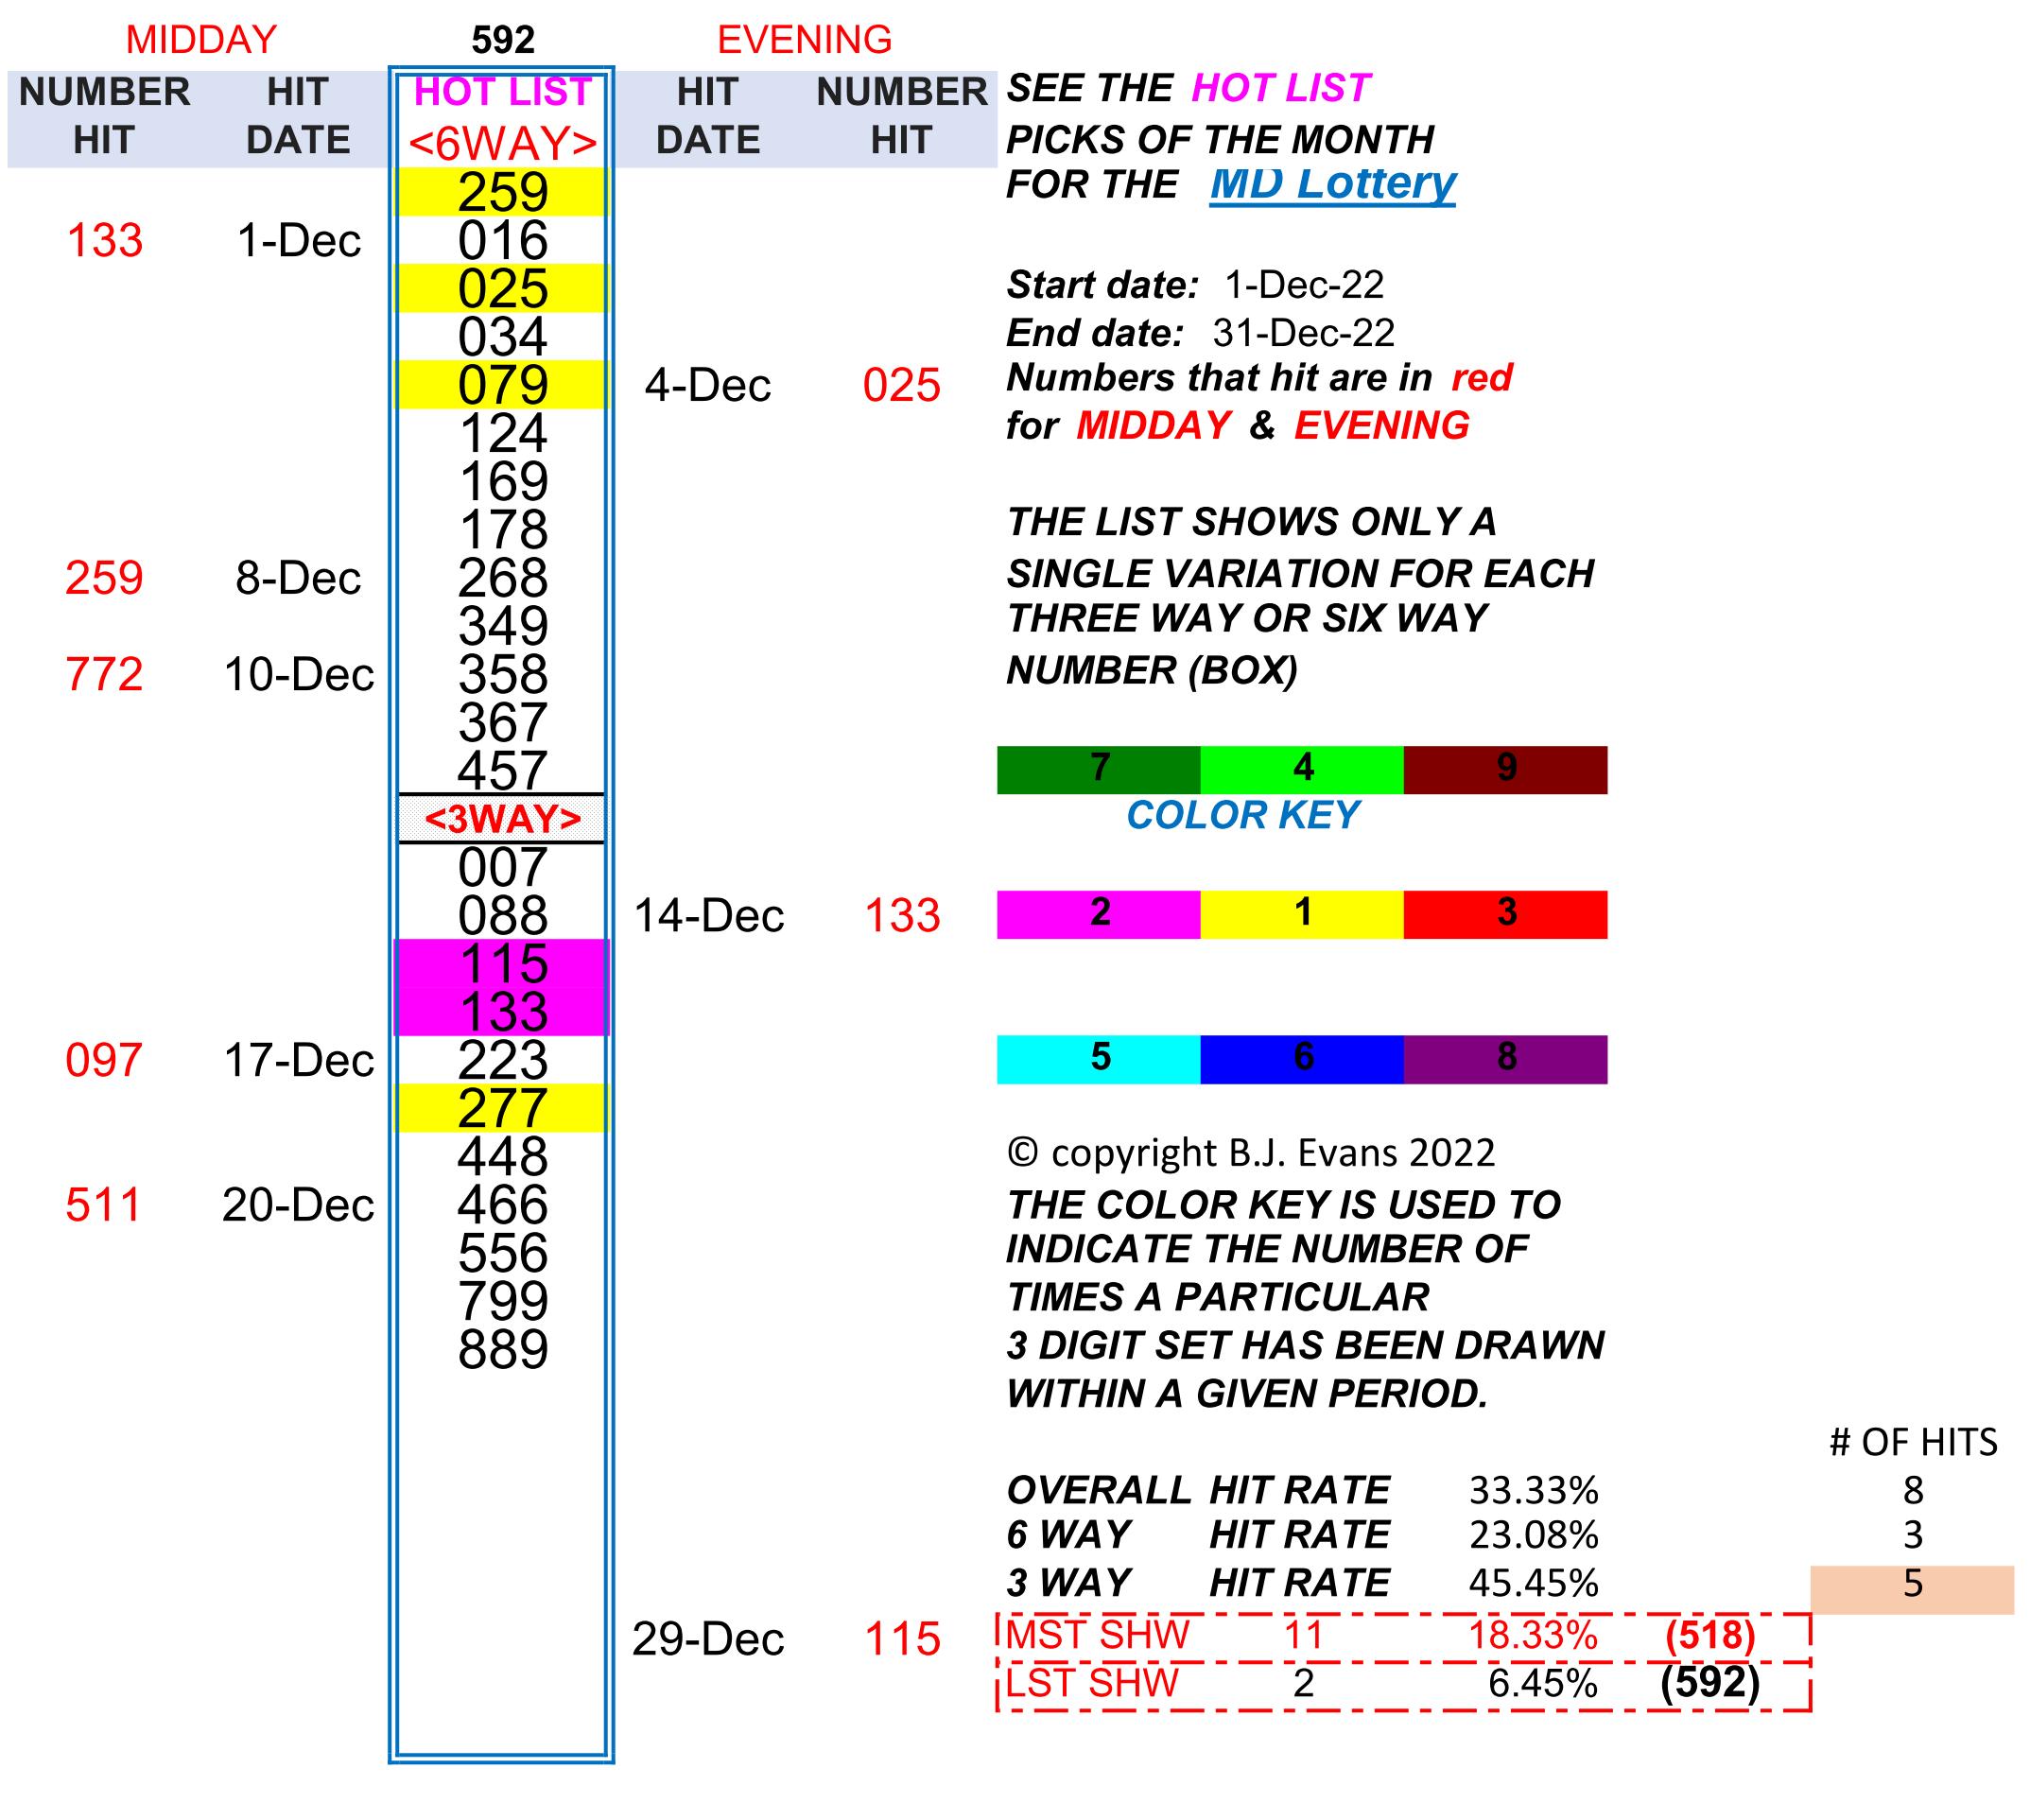 MIDDAY 592 EVENING
NUMBER HIT HOT LIST HIT NUMBER SEE THE HOT LIST
HIT DATE <6WAY> DATE HIT PICKS OF THE MONTH
259 FOR THE MD Lottery
133 1-Dec 016
025 Start date: 1-Dec-22
034 End date: 31-Dec-22
079 4-Dec 025 Numbers that hit are in red
124 for MIDDAY & EVENING
169
178 THE LIST SHOWS ONLY A
259 8-Dec 268 SINGLE VARIATION FOR EACH
349 THREE WAY OR SIX WAY
772 10-Dec 358 NUMBER (BOX)
367
457 7 4 9
<3WAY> COLOR KEY
007
088 14-Dec 133 2 1 3
115
133
097 17-Dec 223 5 6 8
277
448 © copyright B.J. Evans 2022
511 20-Dec 466 THE COLOR KEY IS USED TO
556 INDICATE THE NUMBER OF
799 TIMES A PARTICULAR
889 3 DIGIT SET HAS BEEN DRAWN
WITHIN A GIVEN PERIOD.
# OF HITS
OVERALL HIT RATE 33.33% 8
6 WAY HIT RATE 23.08% 3
3 WAY HIT RATE 45.45% 5
29-Dec 115 MST SHW 11 18.33% (518)
LST SHW 2 6.45% (592)